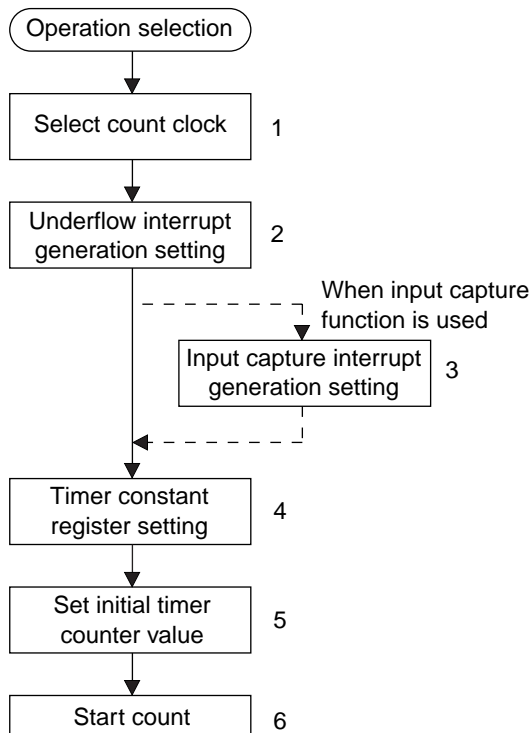 Operation selection
Select count clock
1
Underflow interrupt
generation setting
2
When input capture
function is used
Input capture interrupt
generation setting
3
Timer constant
register setting
4
Set initial timer
counter value
5
Start count
6